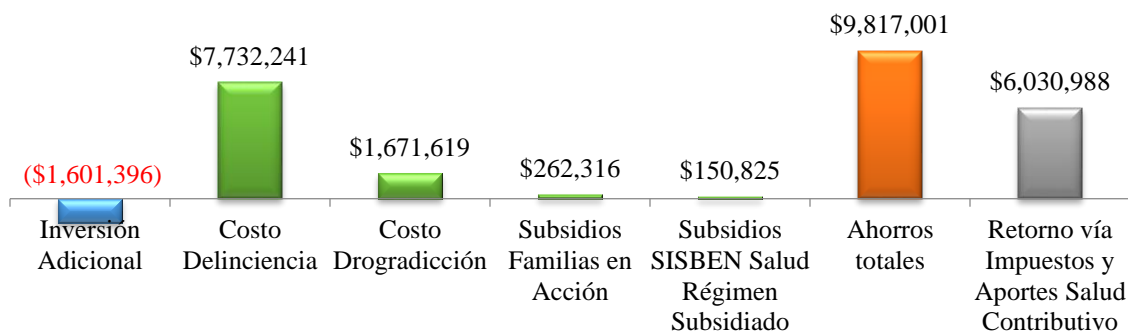 $9,817,001
$7,732,241
$6,030,988
$1,671,619
($1,601,396)
$262,316
$150,825
Inversión
Adicional
Costo
Delinciencia
Costo
Drogradicción
Subsidios
Familias en
Acción
Subsidios
SISBEN Salud
Régimen
Subsidiado
Ahorros
totales
Retorno vía
Impuestos y
Aportes Salud
Contributivo